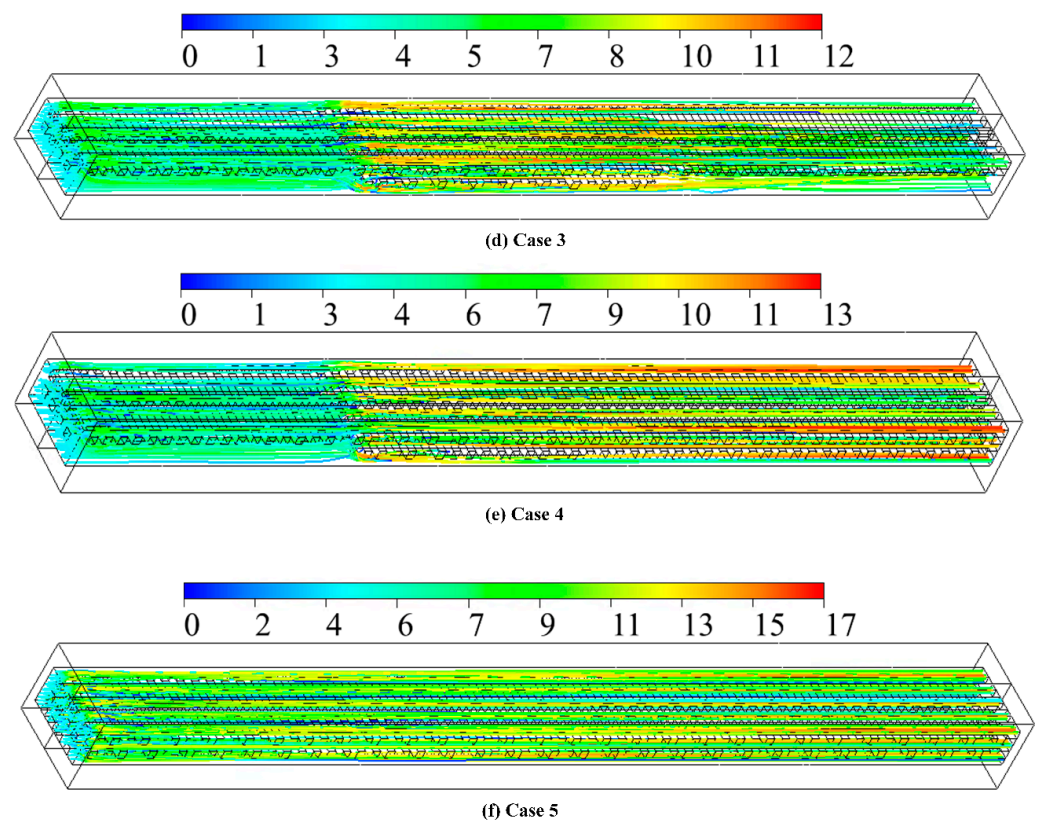 0 1 3 4 5 7 8 10 11 12
(d) Case 3
0 1 3 4 6 7 9 10 11 13
(e) Case 4
0 2 4 6 7 9 11 13 15 17
(f) Case 5